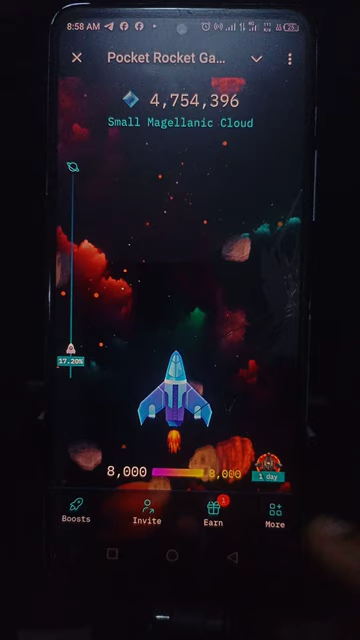 8:58 AM
Pocket Rocket Ga...
4,754,396
Small Magellanic Cloud
17.20%
8,000 8,000
1 day
Boosts Invite Earn 1 More